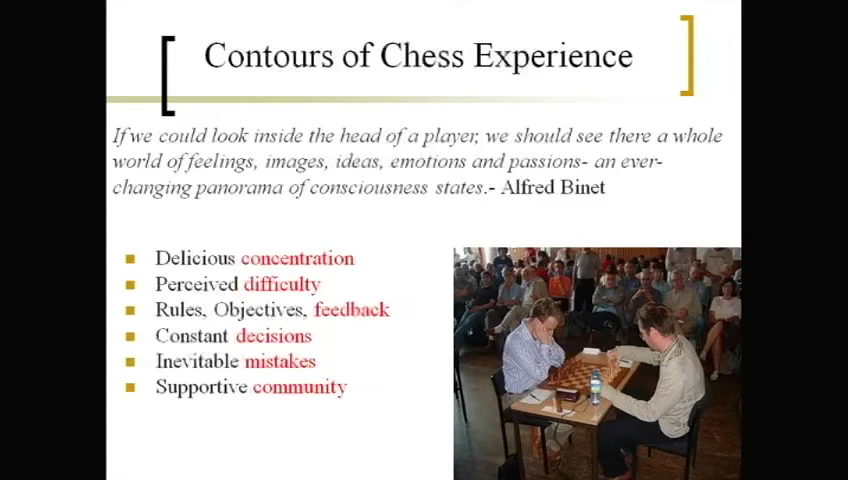 Contours of Chess Experience
If we could look inside the head of a player, we should see there a whole
world of feelings, images, ideas, emotions and passions- an ever-
changing panorama of consciousness states.- Alfred Binet
Delicious concentration
Perceived difficulty
Rules, Objectives, feedback
Constant decisions
Inevitable mistakes
Supportive community